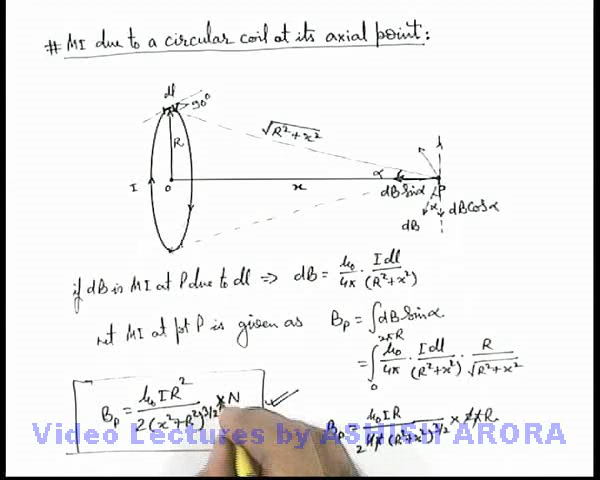 # MI due to a circular coil at its axial point:
dl
90°
R
√R²+x²
I
o
x
α
dB Sinα
P
α
dB
dB Cosα
if dB is MI at P due to dl ⇒ dB = μ₀/4π · Idl/(R²+x²)
net MI at pt P is given as B_P = ∫dB Sinα
= ∫₀^{2πR} μ₀/4π · Idl/(R²+x²) · R/√R²+x²
B_P = μ₀IR²/2(x²+R²)^{3/2} × N
B_P = μ₀IR/4π(R²+x²)^{3/2} × 2πR
2
Video Lectures by ASHISH ARORA